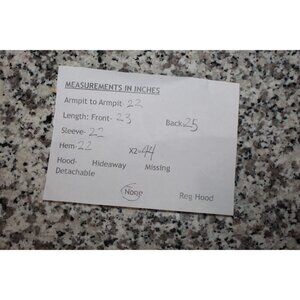 MEASUREMENTS IN INCHES
Armpit to Armpit- 22
Length: Front- 23 Back- 25
Sleeve- 22
Hem- 22 X2= 44
Hood- Hideaway Missing
Detachable
None Reg Hood